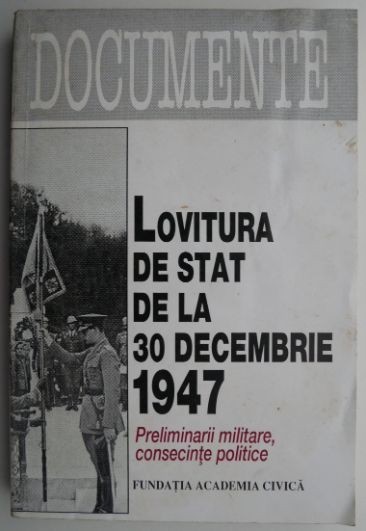 DOCUMENTE
LOVITURA
DE STAT
DE LA
30 DECEMBRIE
1947
Preliminarii militare,
consecințe politice
FUNDAȚIA ACADEMIA CIVICĂ